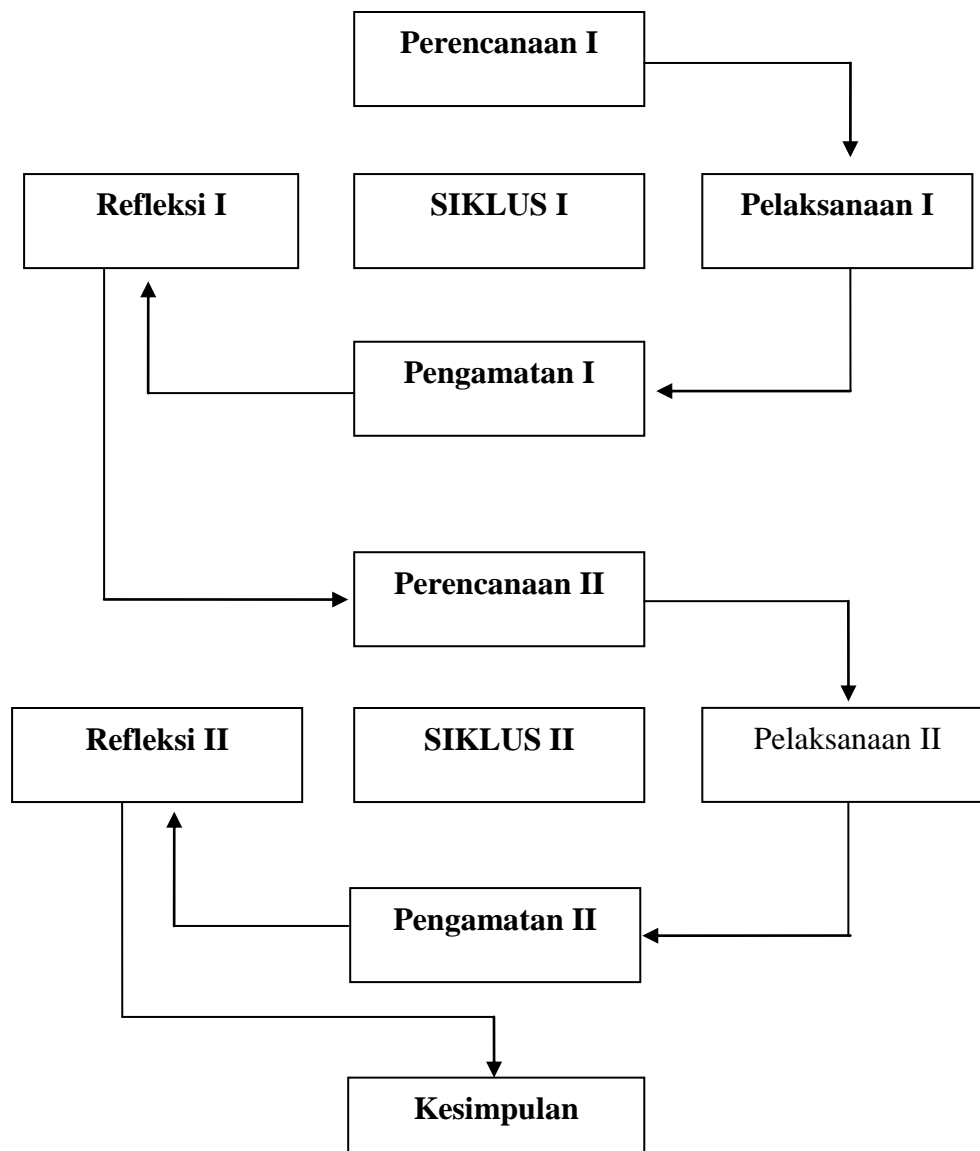 Perencanaan I
Refleksi I
SIKLUS I
Pelaksanaan I
Pengamatan I
Perencanaan II
Refleksi II
SIKLUS II
Pelaksanaan II
Pengamatan II
Kesimpulan